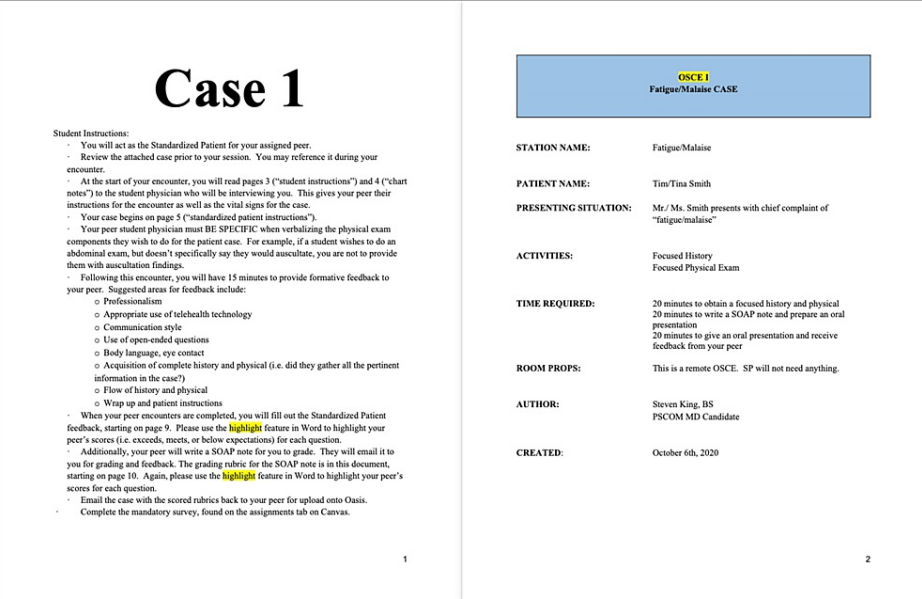 Case 1
Student Instructions:
· You will act as the Standardized Patient for your assigned peer.
· Review the attached case prior to your session. You may reference it during your
encounter.
· At the start of your encounter, you will read pages 3 (“student instructions”) and 4 (“chart
notes”) to the student physician who will be interviewing you. This gives your peer their
instructions for the encounter as well as the vital signs for the case.
· Your case begins on page 5 (“standardized patient instructions”).
· Your peer student physician must BE SPECIFIC when verbalizing the physical exam
components they wish to do for the patient case. For example, if a student wishes to do an
abdominal exam, but doesn’t specifically say they would auscultate, you are not to provide
them with auscultation findings.
· Following this encounter, you will have 15 minutes to provide formative feedback to
your peer. Suggested areas for feedback include:
o Professionalism
o Appropriate use of telehealth technology
o Communication style
o Use of open-ended questions
o Body language, eye contact
o Acquisition of complete history and physical (i.e. did they gather all the pertinent
information in the case?)
o Flow of history and physical
o Wrap up and patient instructions
· When your peer encounters are completed, you will fill out the Standardized Patient
feedback, starting on page 9. Please use the highlight feature in Word to highlight your
peer’s scores (i.e. exceeds, meets, or below expectations) for each question.
· Additionally, your peer will write a SOAP note for you to grade. They will email it to
you for grading and feedback. The grading rubric for the SOAP note is in this document,
starting on page 10. Again, please use the highlight feature in Word to highlight your peer’s
scores for each question.
· Email the case with the scored rubrics back to your peer for upload onto Oasis.
· Complete the mandatory survey, found on the assignments tab on Canvas.
1
OSCE I
Fatigue/Malaise CASE
STATION NAME: Fatigue/Malaise
PATIENT NAME: Tim/Tina Smith
PRESENTING SITUATION: Mr./ Ms. Smith presents with chief complaint of
“fatigue/malaise”
ACTIVITIES: Focused History
Focused Physical Exam
TIME REQUIRED: 20 minutes to obtain a focused history and physical
20 minutes to write a SOAP note and prepare an oral
presentation
20 minutes to give an oral presentation and receive
feedback from your peer
ROOM PROPS: This is a remote OSCE. SP will not need anything.
AUTHOR: Steven King, BS
PSCOM MD Candidate
CREATED: October 6th, 2020
2